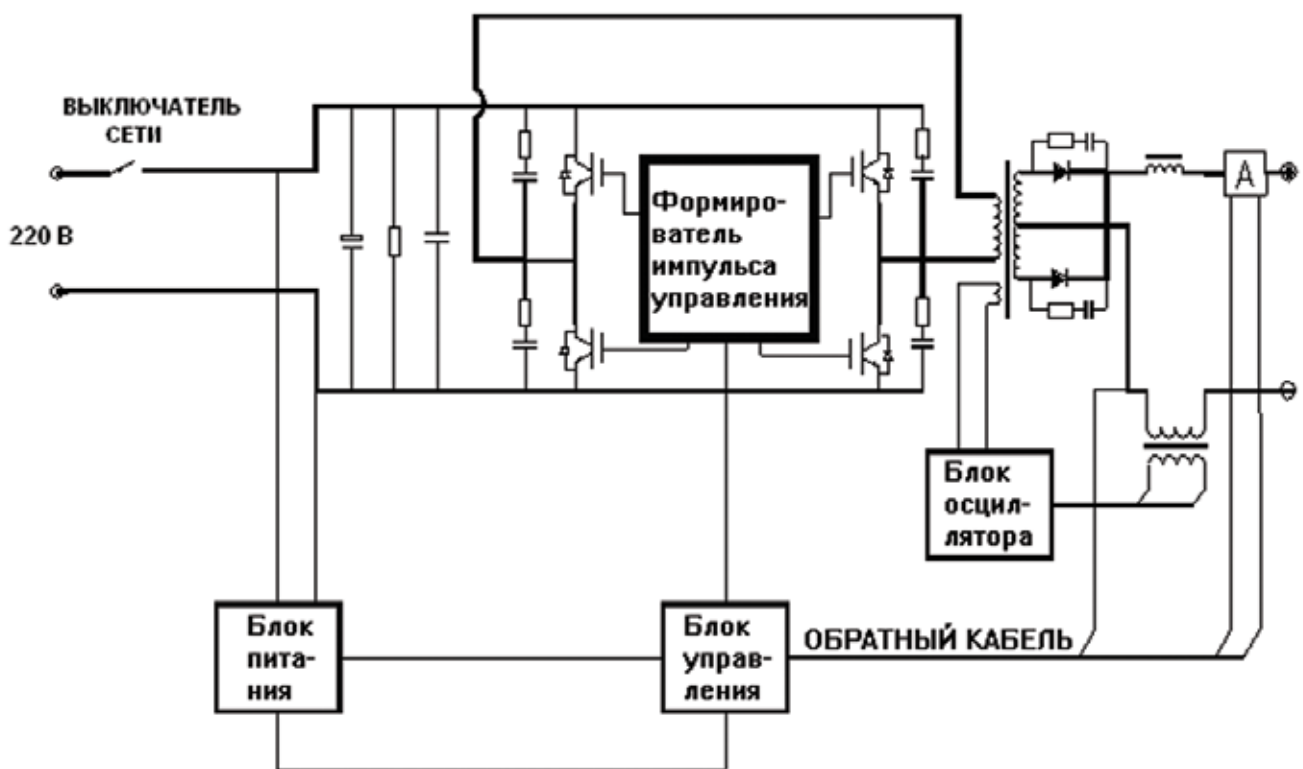 ВЫКЛЮЧАТЕЛЬ
СЕТИ
220 В
Формиро-
ватель
импульса
управления
А
Блок
осцил-
лятора
Блок
пита-
ния
Блок
управ-
ления
ОБРАТНЫЙ КАБЕЛЬ